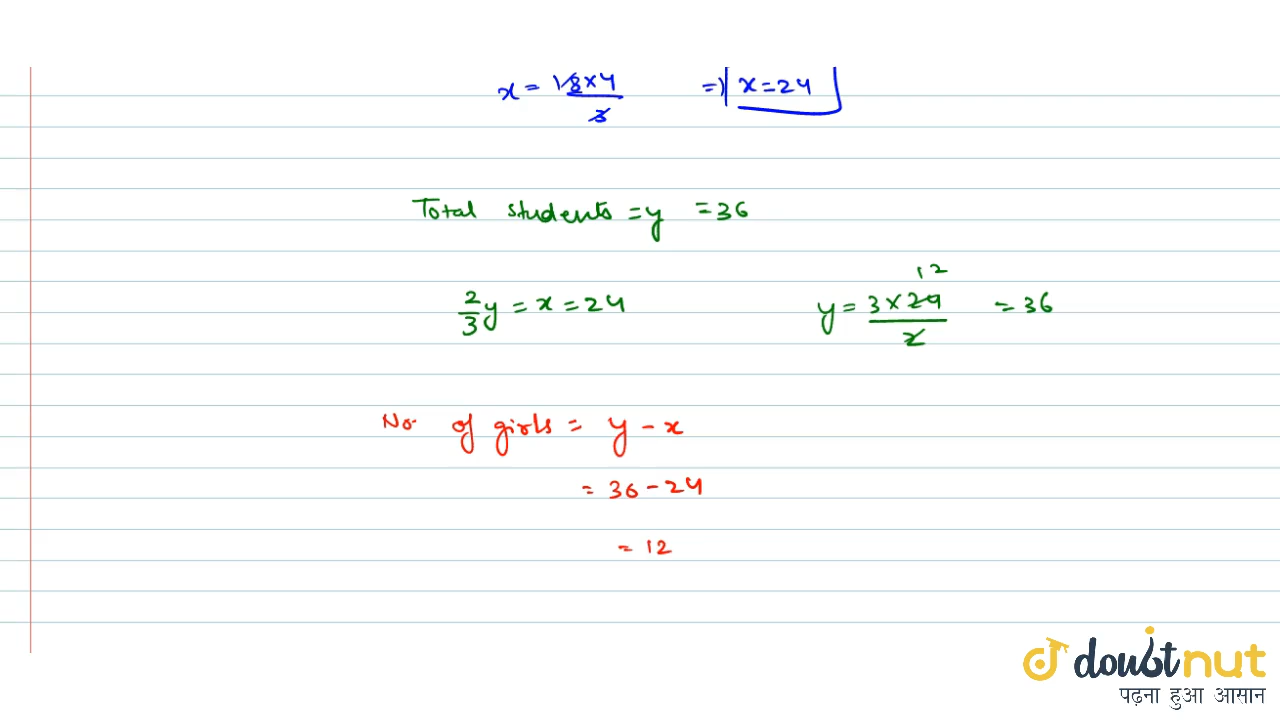 x = 18×4/3 ⇒ x = 24
Total students = y = 36
12
2/3 y = x = 24 y = 3×24/2 = 36
No. of girls = y - x
= 36 - 24
= 12
doubtnut
पढ़ना हुआ आसान